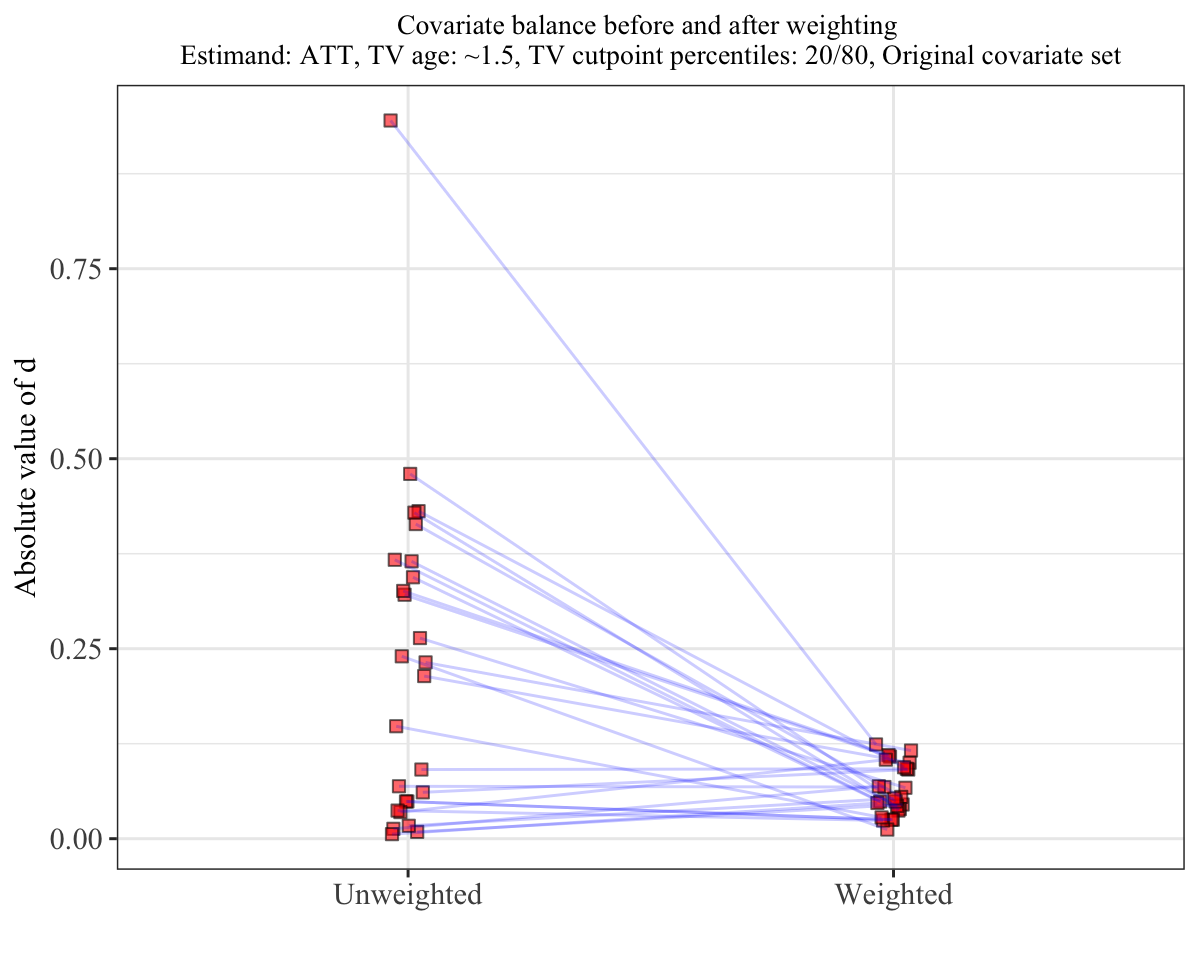 Covariate balance before and after weighting
Estimand: ATT, TV age: ~1.5, TV cutpoint percentiles: 20/80, Original covariate set
Absolute value of d
0.75
0.50
0.25
0.00
Unweighted
Weighted